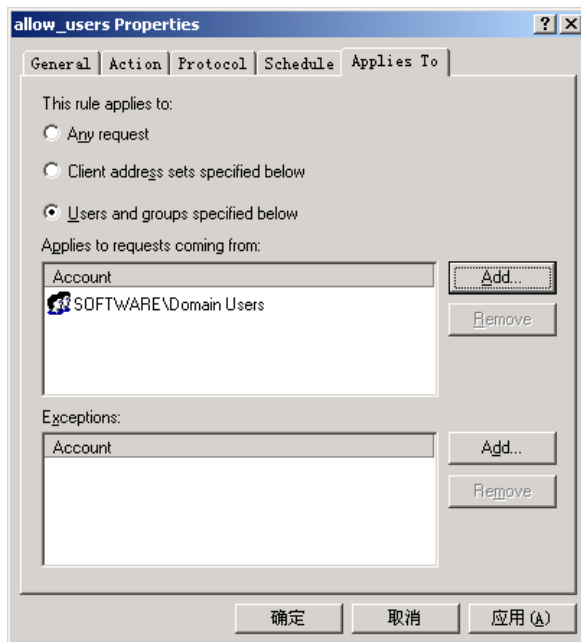 allow_users Properties
General Action Protocol Schedule Applies To
This rule applies to:
Any request
Client address sets specified below
Users and groups specified below
Applies to requests coming from:
Account
Add...
SOFTWARE\Domain Users
Remove
Exceptions:
Account
Add...
Remove
确定 取消 应用(A)